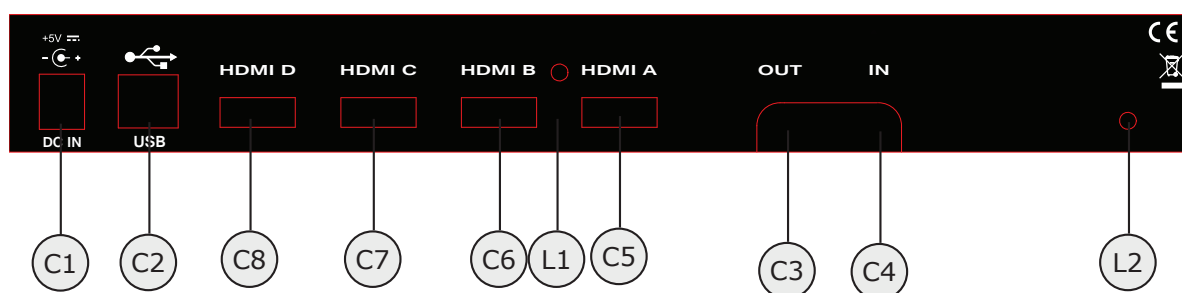 +5V
- +
DC IN
USB
HDMI D
HDMI C
HDMI B
HDMI A
OUT
IN
CE
C1
C2
C8
C7
C6
L1
C5
C3
C4
L2